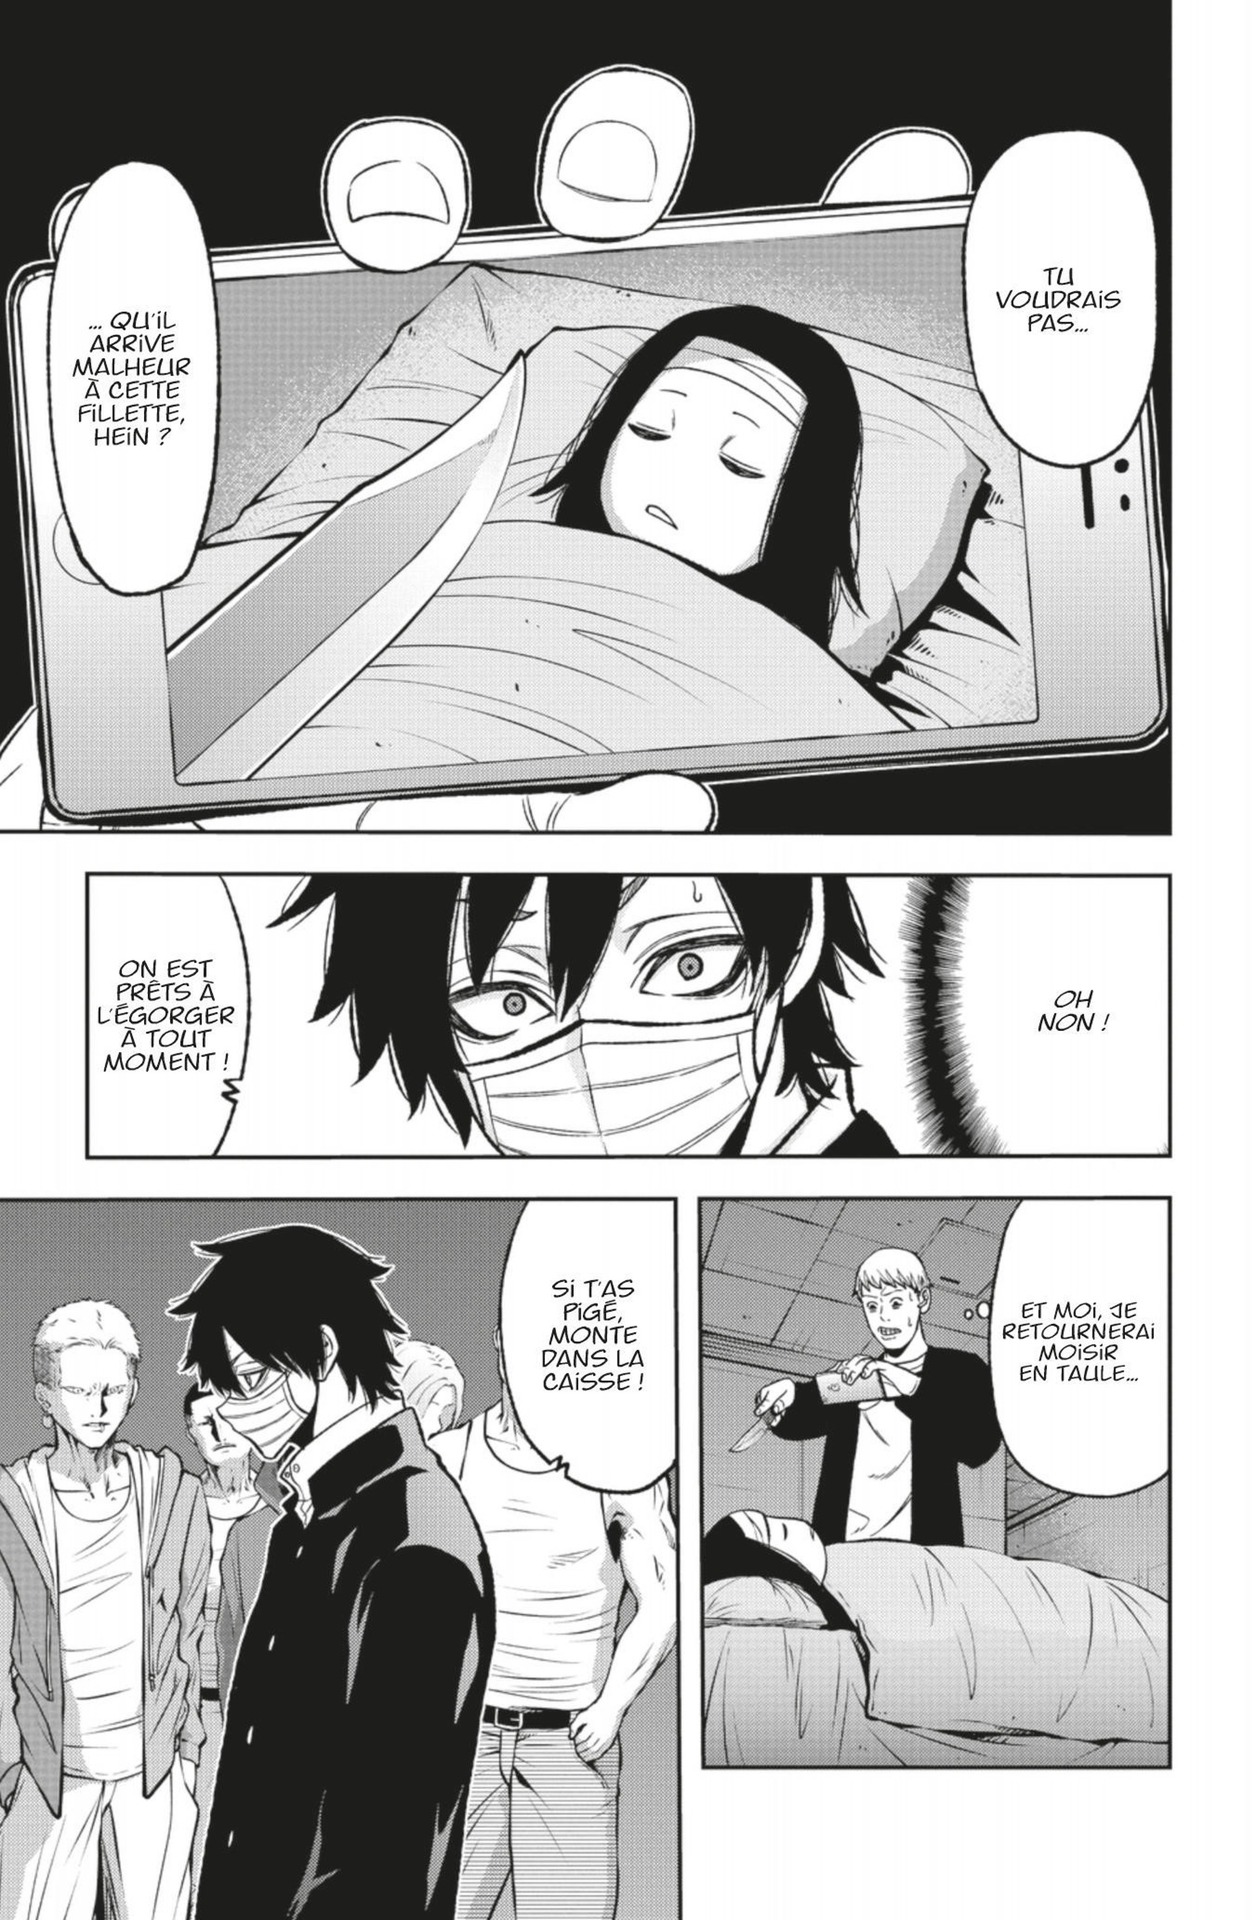 TU
VOUDRAIS
PAS...
... QU'IL
ARRIVE
MALHEUR
À CETTE
FILLETTE,
HEIN ?
OH
NON !
ON EST
PRÊTS À
L'ÉGORGER
À TOUT
MOMENT !
ET MOI, JE
RETOURNERAI
MOISIR
EN TAULE...
SI T'AS
PIGÉ,
MONTE
DANS LA
CAISSE !